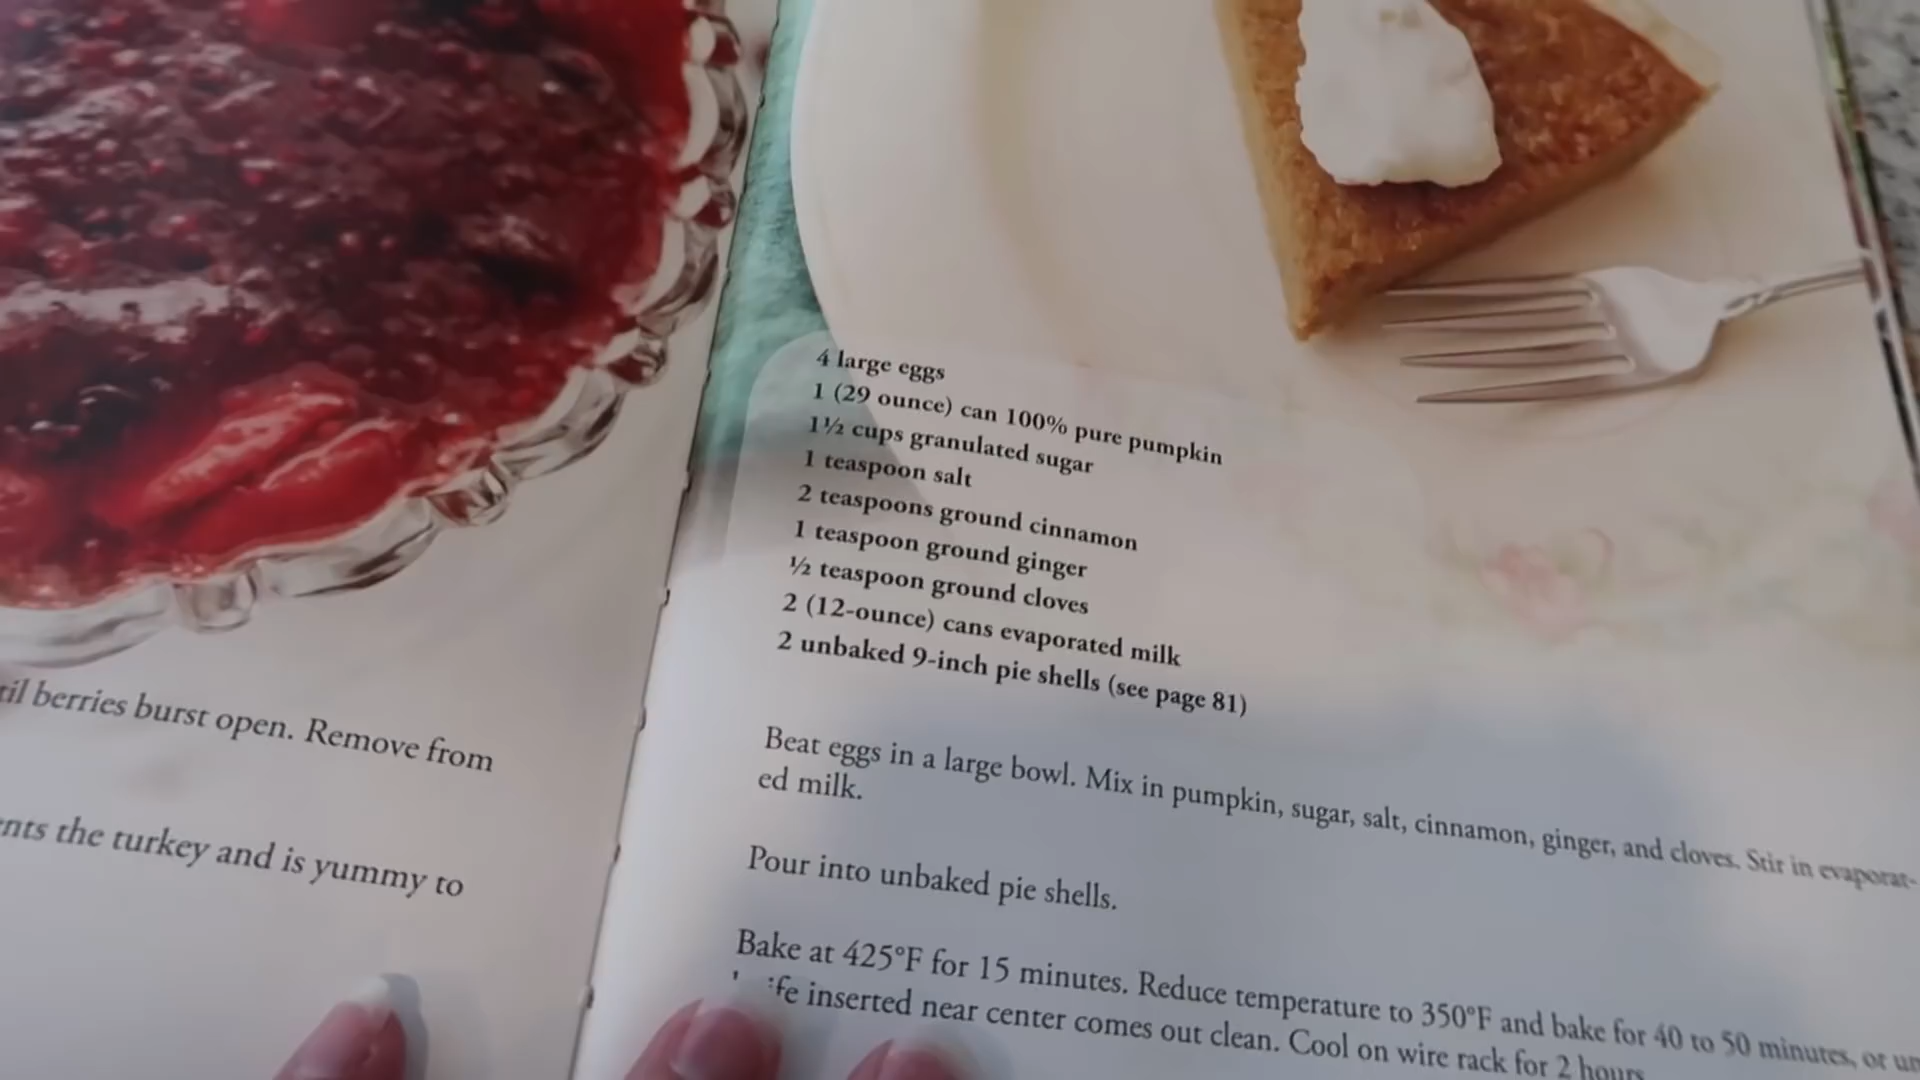 berries burst open. Remove from
the turkey and is yummy to
4 large eggs
1 (29 ounce) can 100% pure pumpkin
1½ cups granulated sugar
1 teaspoon salt
2 teaspoons ground cinnamon
1 teaspoon ground ginger
½ teaspoon ground cloves
2 (12-ounce) cans evaporated milk
2 unbaked 9-inch pie shells (see page 81)
Beat eggs in a large bowl. Mix in pumpkin, sugar, salt, cinnamon, ginger, and cloves. Stir in evaporat-
ed milk.
Pour into unbaked pie shells.
Bake at 425°F for 15 minutes. Reduce temperature to 350°F and bake for 40 to 50 minutes, or
inserted near center comes out clean. Cool on wire rack for 2 hours